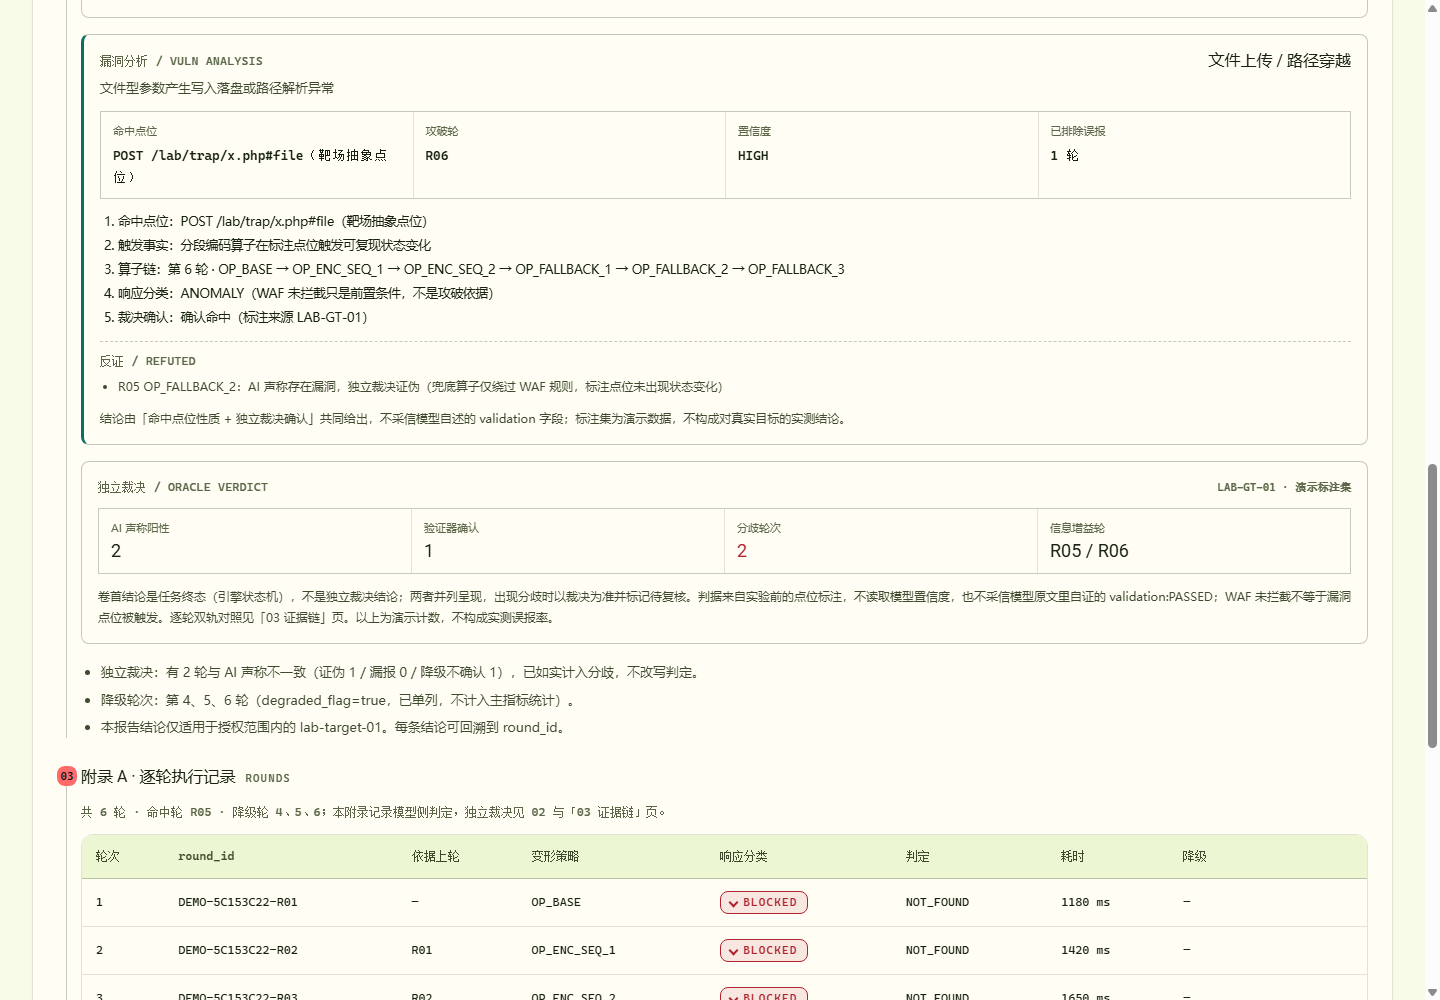 漏洞分析 / VULN ANALYSIS
文件上传 / 路径穿越
文件型参数产生写入落盘或路径解析异常
命中点位
攻破轮
置信度
已排除误报
POST /lab/trap/x.php#file（靶场抽象点
位）
R06
HIGH
1 轮
1. 命中点位：POST /lab/trap/x.php#file（靶场抽象点位）
2. 触发事实：分段编码算子在标注点位触发可复现状态变化
3. 算子链：第 6 轮 · OP_BASE → OP_ENC_SEQ_1 → OP_ENC_SEQ_2 → OP_FALLBACK_1 → OP_FALLBACK_2 → OP_FALLBACK_3
4. 响应分类：ANOMALY（WAF 未拦截只是前置条件，不是攻破依据）
5. 裁决确认：确认命中（标注来源 LAB-GT-01）
反证 / REFUTED
• R05 OP_FALLBACK_2：AI 声称存在漏洞，独立裁决证伪（兜底算子仅绕过 WAF 规则，标注点位未出现状态变化）
结论由「命中点位性质 + 独立裁决确认」共同给出，不采信模型自述的 validation 字段；标注集为演示数据，不构成对真实目标的实测结论。
独立裁决 / ORACLE VERDICT
LAB-GT-01 · 演示标注集
AI 声称阳性
验证器确认
分歧轮次
信息增益轮
2
1
2
R05 / R06
卷首结论是任务终态（引擎状态机），不是独立裁决结论；两者并列呈现，出现分歧时以裁决为准并标记待复核。判据来自实验前的点位标注，不读取模型置信度，也不采信模型原文里自证的 validation:PASSED；WAF 未拦截不等于漏洞
点位被触发。逐轮双轨对照见「03 证据链」页。以上为演示计数，不构成实测误报率。
• 独立裁决：有 2 轮与 AI 声称不一致（证伪 1 / 漏报 0 / 降级不确认 1），已如实计入分歧，不改写判定。
• 降级轮次：第 4、5、6 轮（degraded_flag=true，已单列，不计入主指标统计）。
• 本报告结论仅适用于授权范围内的 lab-target-01。每条结论可回溯到 round_id。
03 附录 A · 逐轮执行记录 ROUNDS
共 6 轮 · 命中轮 R05 · 降级轮 4、5、6；本附录记录模型侧判定，独立裁决见 02 与「03 证据链」页。
轮次 round_id 依据上轮 变形策略 响应分类 判定 耗时 降级
1 DEMO-5C153C22-R01 — OP_BASE BLOCKED NOT_FOUND 1180 ms —
2 DEMO-5C153C22-R02 R01 OP_ENC_SEQ_1 BLOCKED NOT_FOUND 1420 ms —
3 DEMO-5C153C22-R03 R02 OP_ENC_SEQ_2 BLOCKED NOT_FOUND 1650 ms —